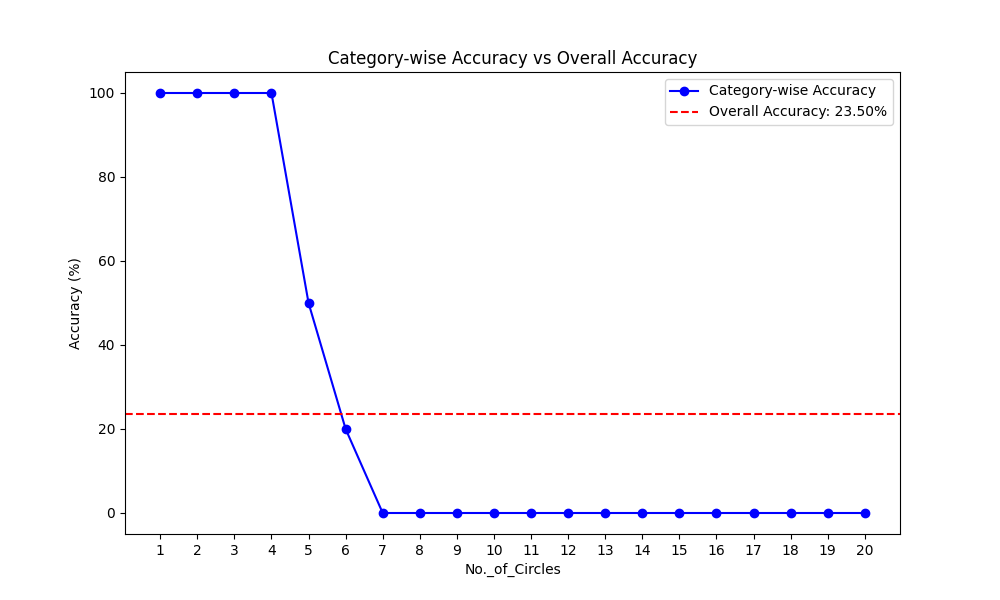 Category-wise Accuracy vs Overall Accuracy
Category-wise Accuracy
Overall Accuracy: 23.50%
Accuracy (%)
100
80
60
40
20
0
1 2 3 4 5 6 7 8 9 10 11 12 13 14 15 16 17 18 19 20
No._of_Circles